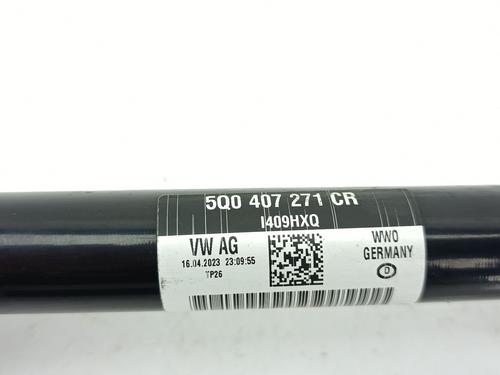 5Q0 407 271 CR
I409HXQ
VW AG
16.04.2023 23:09:55
TP26
WWO
GERMANY
D